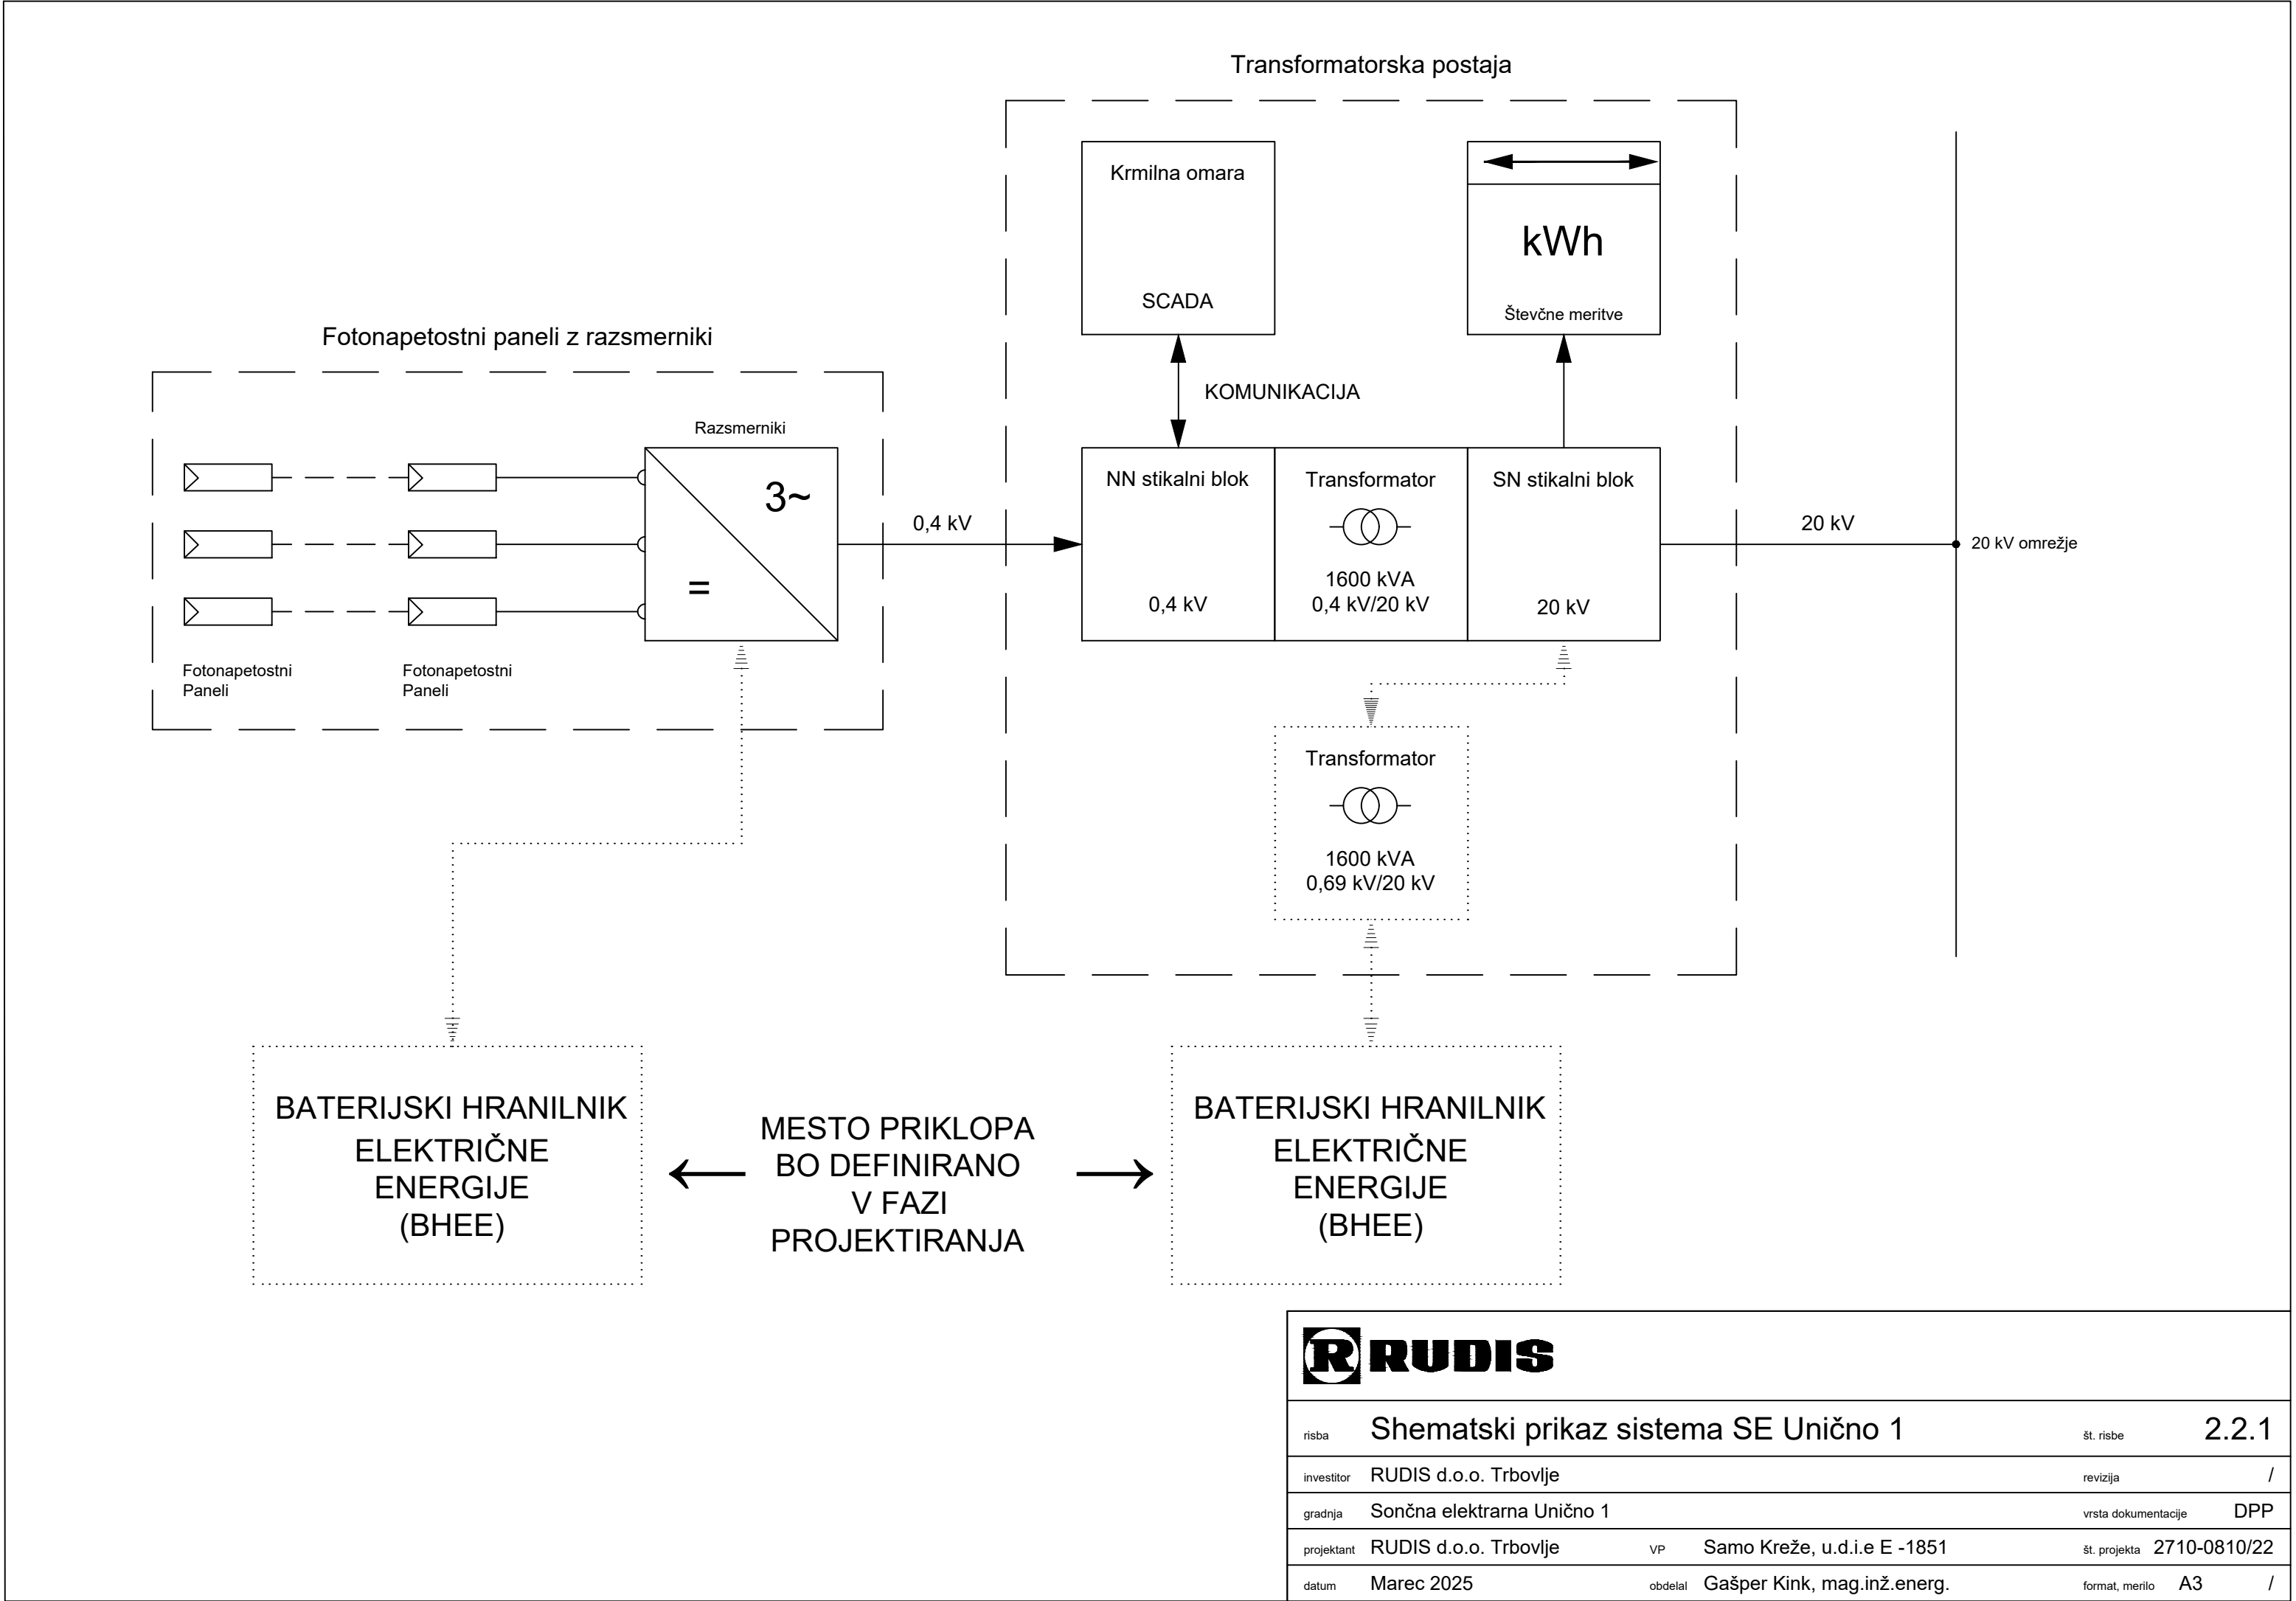 Transformatorska postaja
Krmilna omara
SCADA
kWh
Števčne meritve
KOMUNIKACIJA
Fotonapetostni paneli z razsmerniki
Razsmerniki
3~
=
Fotonapetostni
Paneli
Fotonapetostni
Paneli
0,4 kV
NN stikalni blok
0,4 kV
Transformator
1600 kVA
0,4 kV/20 kV
SN stikalni blok
20 kV
20 kV
20 kV omrežje
Transformator
1600 kVA
0,69 kV/20 kV
BATERIJSKI HRANILNIK
ELEKTRIČNE
ENERGIJE
(BHEE)
MESTO PRIKLOPA
BO DEFINIRANO
V FAZI
PROJEKTIRANJA
BATERIJSKI HRANILNIK
ELEKTRIČNE
ENERGIJE
(BHEE)
R RUDIS
risba Shematski prikaz sistema SE Unično 1 št. risbe 2.2.1
investitor RUDIS d.o.o. Trbovlje revizija /
gradnja Sončna elektrarna Unično 1 vrsta dokumentacije DPP
projektant RUDIS d.o.o. Trbovlje VP Samo Kreže, u.d.i.e E -1851 št. projekta 2710-0810/22
datum Marec 2025 obdelal Gašper Kink, mag.inž.energ. format, merilo A3 /